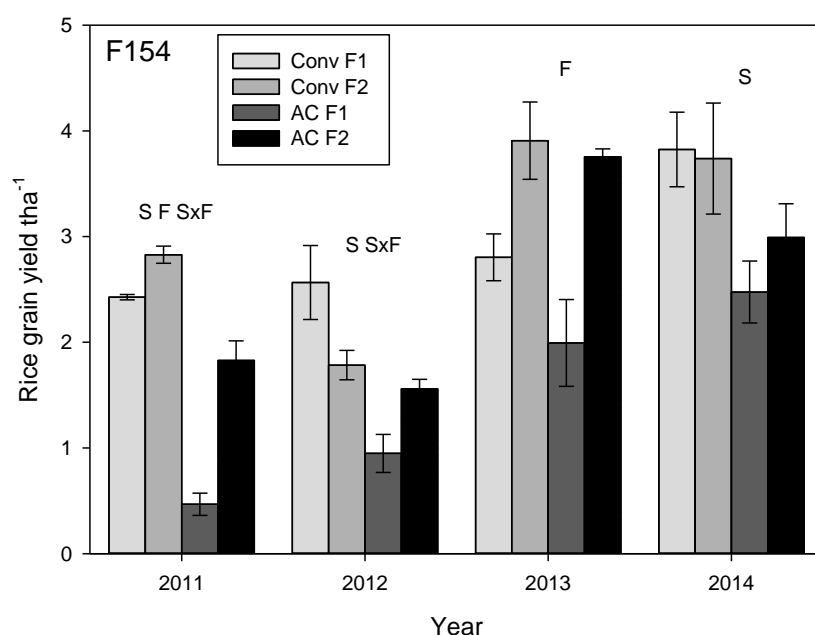 F154
Conv F1
Conv F2
AC F1
AC F2
F
S
S F SxF
S SxF
Rice grain yield tha⁻¹
5
4
3
2
1
0
2011
2012
2013
2014
Year